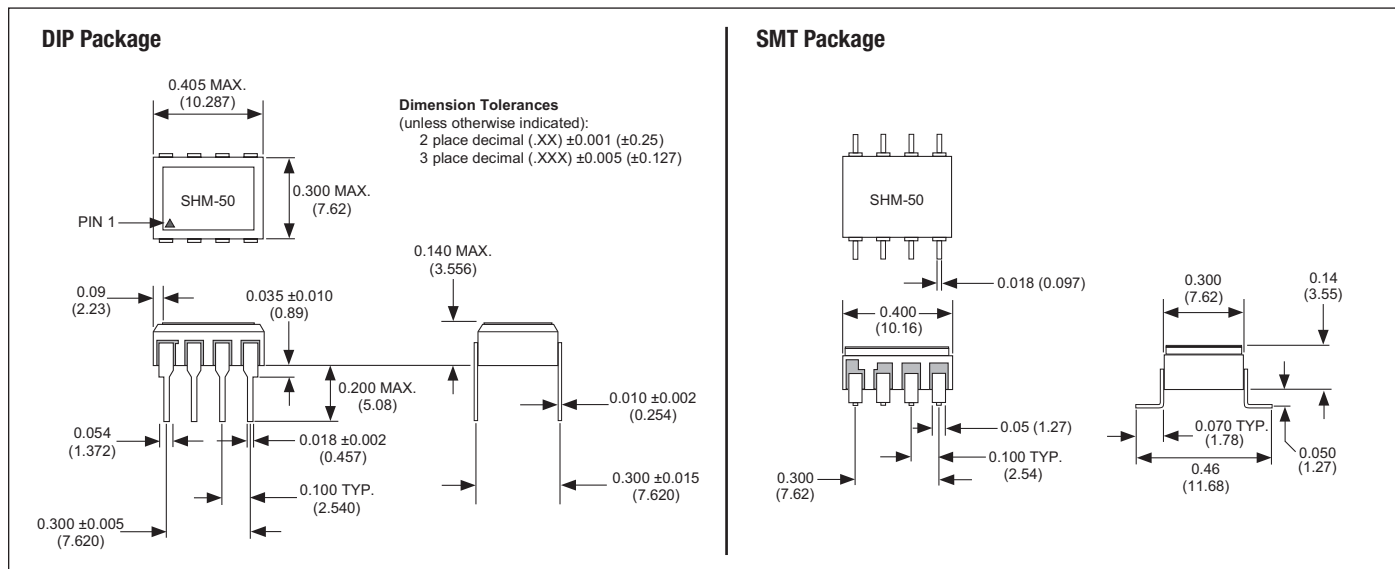 DIP Package
0.405 MAX.
(10.287)
Dimension Tolerances
(unless otherwise indicated):
2 place decimal (.XX) ±0.001 (±0.25)
3 place decimal (.XXX) ±0.005 (±0.127)
SHM-50
0.300 MAX.
(7.62)
PIN 1
0.140 MAX.
(3.556)
0.09
(2.23)
0.035 ±0.010
(0.89)
0.200 MAX.
(5.08)
0.010 ±0.002
(0.254)
0.054
(1.372)
0.018 ±0.002
(0.457)
0.100 TYP.
(2.540)
0.300 ±0.015
(7.620)
0.300 ±0.005
(7.620)
SMT Package
SHM-50
0.018 (0.097)
0.400
(10.16)
0.300
(7.62)
0.14
(3.55)
0.05 (1.27)
0.100 TYP.
(2.54)
0.300
(7.62)
0.070 TYP.
(1.78)
0.050
(1.27)
0.46
(11.68)